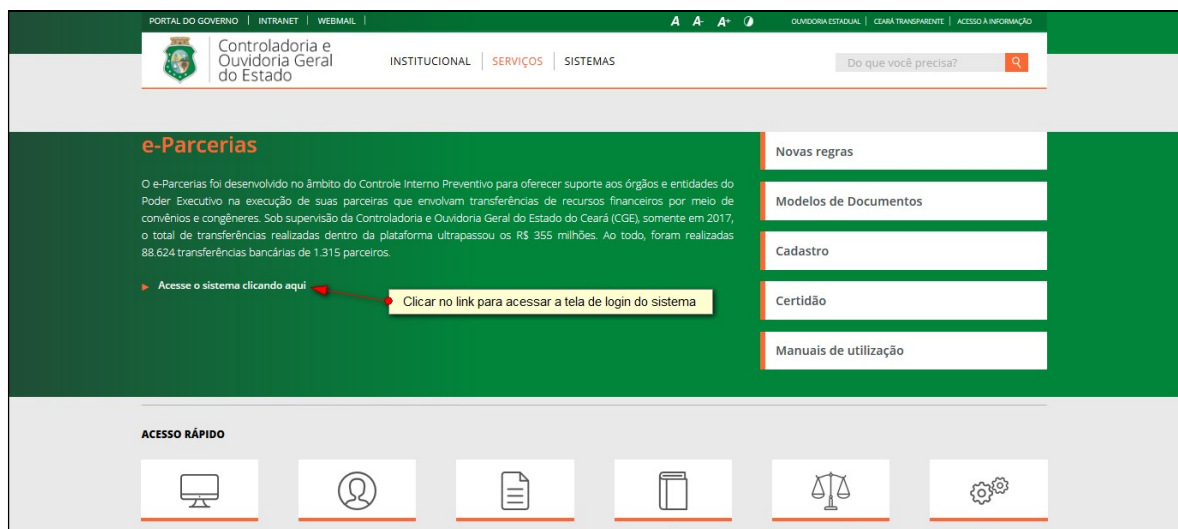 PORTAL DO GOVERNO | INTRANET | WEBMAIL |
A A- A+
OUVIDORIA ESTADUAL | CEARÁ TRANSPARENTE | ACESSO À INFORMAÇÃO
Controladoria e
Ouvidoria Geral
do Estado
INSTITUCIONAL | SERVIÇOS | SISTEMAS
Do que você precisa?
e-Parcerias
O e-Parcerias foi desenvolvido no âmbito do Controle Interno Preventivo para oferecer suporte aos órgãos e entidades do
Poder Executivo na execução de suas parceiras que envolvam transferências de recursos financeiros por meio de
convênios e congêneres. Sob supervisão da Controladoria e Ouvidoria Geral do Estado do Ceará (CGE), somente em 2017,
o total de transferências realizadas dentro da plataforma ultrapassou os R$ 355 milhões. Ao todo, foram realizadas
88.624 transferências bancárias de 1.315 parceiros.
Acesse o sistema clicando aqui
Clicar no link para acessar a tela de login do sistema
Novas regras
Modelos de Documentos
Cadastro
Certidão
Manuais de utilização
ACESSO RÁPIDO